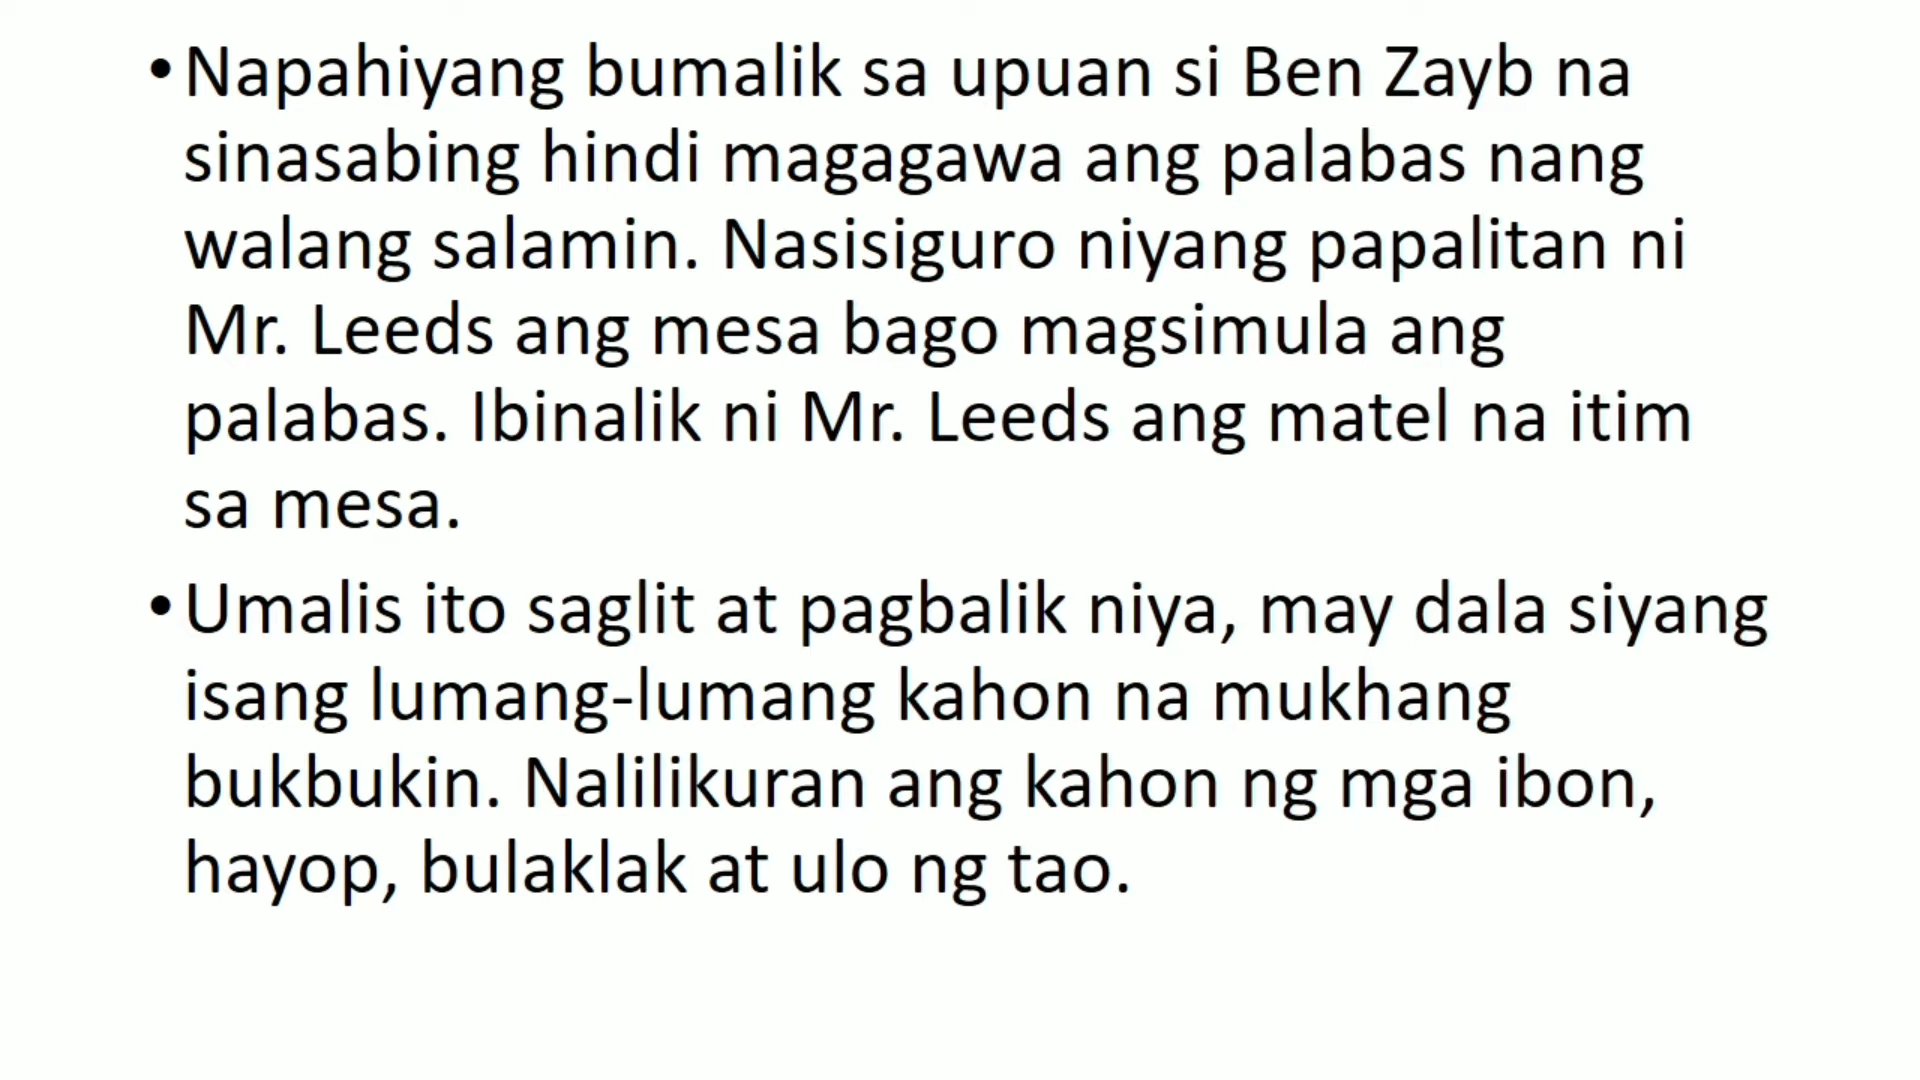 • Napahiyang bumalik sa upuan si Ben Zayb na
sinasabing hindi magagawa ang palabas nang
walang salamin. Nasisiguro niyang papalitan ni
Mr. Leeds ang mesa bago magsimula ang
palabas. Ibinalik ni Mr. Leeds ang matel na itim
sa mesa.
• Umalis ito saglit at pagbalik niya, may dala siyang
isang lumang-lumang kahon na mukhang
bukbukin. Nalilikuran ang kahon ng mga ibon,
hayop, bulaklak at ulo ng tao.